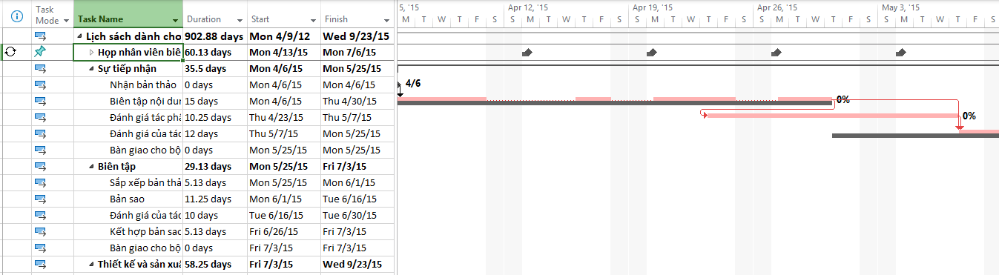 Task Mode Task Name Duration Start Finish
5, '15 Apr 12, '15 Apr 19, '15 Apr 26, '15 May 3, '15
M T W T F S S M T W T F S S M T W T F S S M T W T F S S M T W T F S
Lịch sách dành cho 902.88 days Mon 4/9/12 Wed 9/23/15
Họp nhân viên biê 60.13 days Mon 4/13/15 Mon 7/6/15
Sự tiếp nhận 35.5 days Mon 4/6/15 Mon 5/25/15
Nhận bản thảo 0 days Mon 4/6/15 Mon 4/6/15 4/6
Biên tập nội dun 15 days Mon 4/6/15 Thu 4/30/15 0%
Đánh giá tác phẩ 10.25 days Thu 4/23/15 Thu 5/7/15 0%
Đánh giá của tác 12 days Thu 5/7/15 Mon 5/25/15
Bàn giao cho bộ 0 days Mon 5/25/15 Mon 5/25/15
Biên tập 29.13 days Mon 5/25/15 Fri 7/3/15
Sắp xếp bản thả 5.13 days Mon 5/25/15 Mon 6/1/15
Bản sao 11.25 days Mon 6/1/15 Tue 6/16/15
Đánh giá của tác 10 days Tue 6/16/15 Tue 6/30/15
Kết hợp bản sao 5.13 days Fri 6/26/15 Fri 7/3/15
Bàn giao cho bộ 0 days Fri 7/3/15 Fri 7/3/15
Thiết kế và sản xuấ 58.25 days Fri 7/3/15 Wed 9/23/15